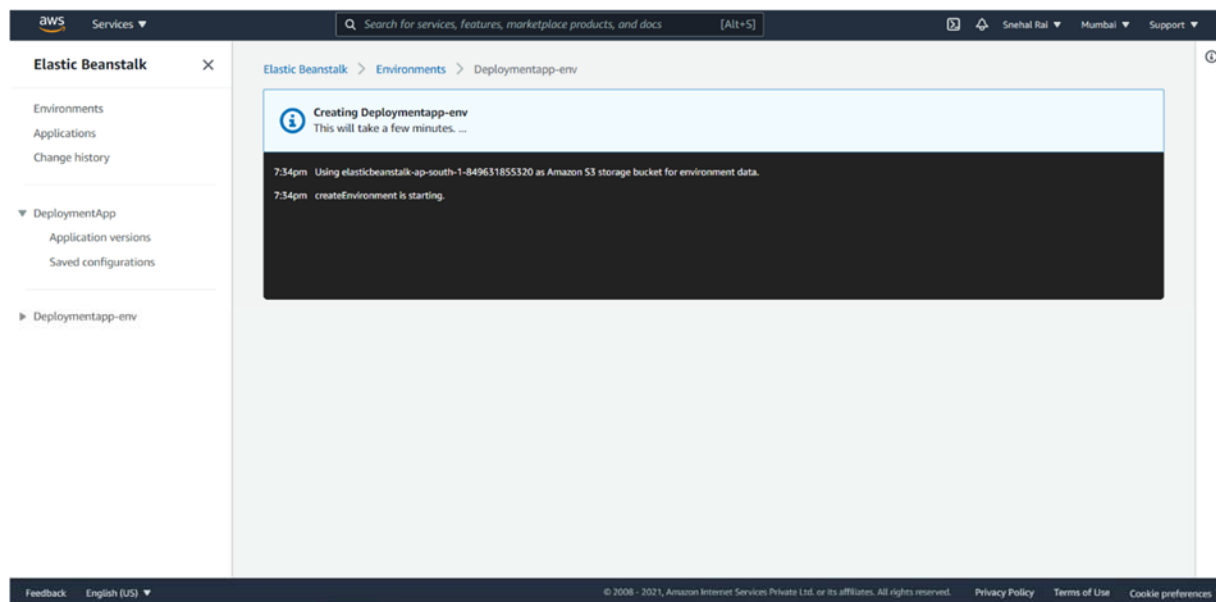 aws Services ▼ Search for services, features, marketplace products, and docs [Alt+S] Snehal Rai ▼ Mumbai ▼ Support ▼
Elastic Beanstalk
Environments
Applications
Change history
▼ DeploymentApp
Application versions
Saved configurations
▶ Deploymentapp-env
Elastic Beanstalk > Environments > Deploymentapp-env
Creating Deploymentapp-env
This will take a few minutes. ...
7:34pm Using elasticbeanstalk-ap-south-1-849631855320 as Amazon S3 storage bucket for environment data.
7:34pm createEnvironment is starting.
Feedback English (US) ▼ © 2008 - 2021, Amazon Internet Services Private Ltd. or its affiliates. All rights reserved. Privacy Policy Terms of Use Cookie preferences